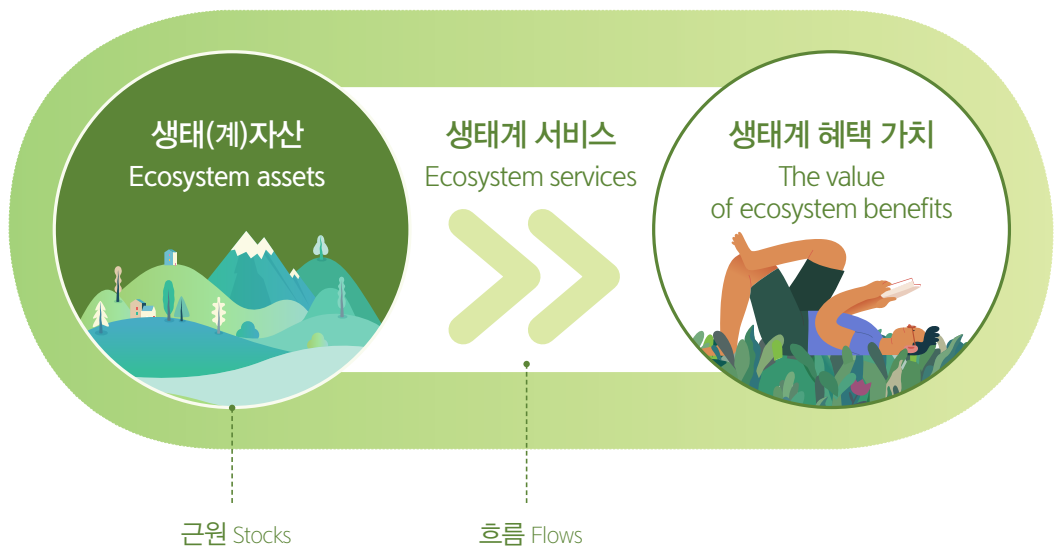 생태(계)자산
Ecosystem assets
생태계 서비스
Ecosystem services
생태계 혜택 가치
The value
of ecosystem benefits
근원 Stocks
흐름 Flows